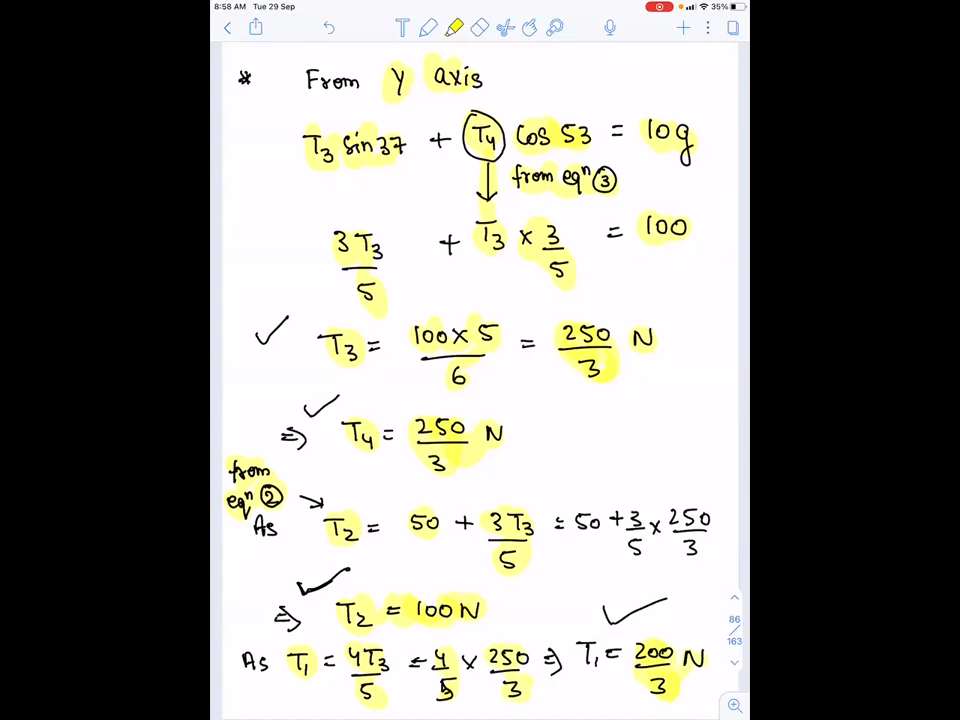 8:58 AM Tue 29 Sep 35%
* From y axis
T₃ sin 37 + T₄ cos 53 = 10g
from eqⁿ ③
3T₃/5 + T₃ × 3/5 = 100
T₃ = 100 × 5/6 = 250/3 N
⇒ T₄ = 250/3 N
from eqⁿ ②
As T₂ = 50 + 3T₃/5 = 50 + 3/5 × 250/3
⇒ T₂ = 100 N
As T₁ = 4T₃/5 = 4/5 × 250/3 ⇒ T₁ = 200/3 N
86/163